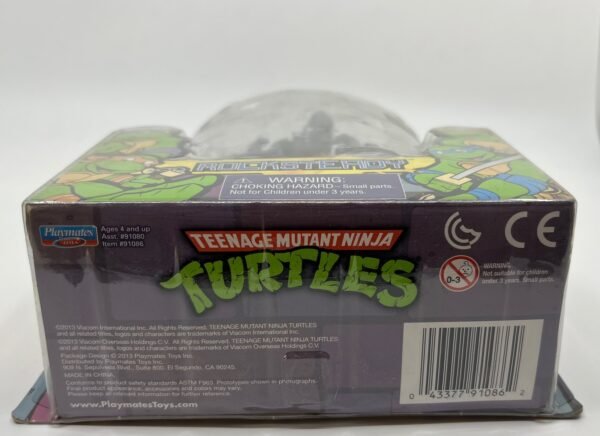 ROCKSTEADY
WARNING:
CHOKING HAZARD - Small parts.
Not for Children under 3 years.
Playmates
TOYS
Ages 4 and up
Asst. #91080
Item #91086
TEENAGE MUTANT NINJA
TURTLES
CE
0-3
WARNING:
Not suitable for children
under 3 years. Small parts.
©2013 Viacom International Inc. All Rights Reserved. TEENAGE MUTANT NINJA TURTLES
and all related titles, logos and characters are trademarks of Viacom International Inc.
©2013 Viacom Overseas Holdings C.V. All Rights Reserved. TEENAGE MUTANT NINJA TURTLES
and all related titles, logos and characters are trademarks of Viacom Overseas Holdings C.V.
Package Design © 2013 Playmates Toys Inc.
909 N. Sepulveda Blvd., Suite 800, El Segundo, CA 90245.
MADE IN CHINA.
Conforms to product safety standards ASTM F963. Prototypes shown in photographs.
Final product appearance, accessories and colors may vary.
Please keep all relevant information for further reference.
www.PlaymatesToys.com
0 43377 91086 2